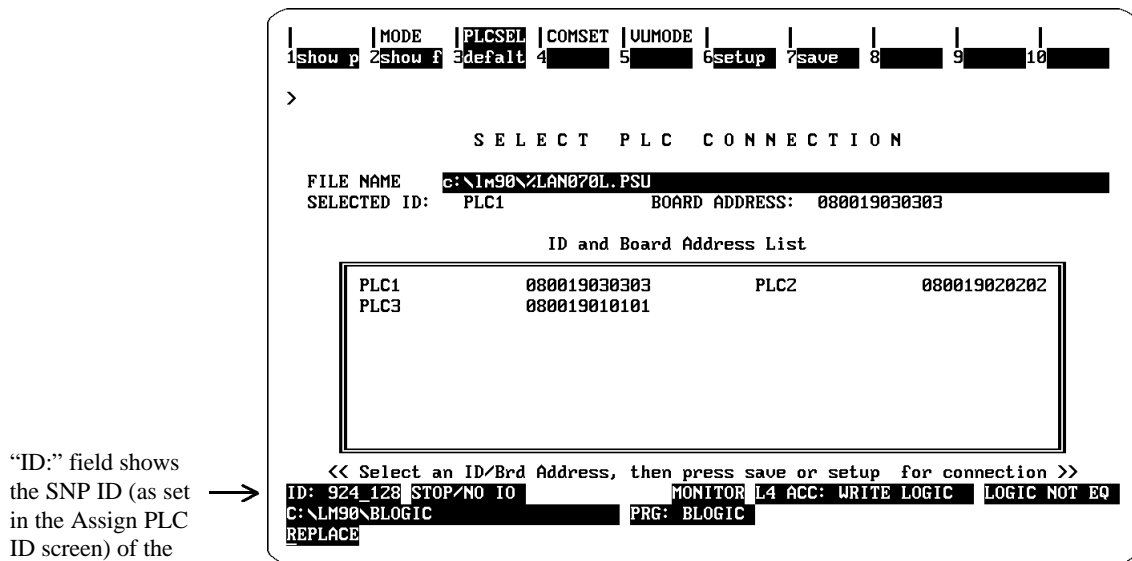 |MODE |PLCSEL |COMSET |VUMODE | | | | |
1show p 2show f 3defalt 4 5 6setup 7save 8 9 10
>
S E L E C T P L C C O N N E C T I O N
FILE NAME c:\lm90\%LAN070L.PSU
SELECTED ID: PLC1 BOARD ADDRESS: 080019030303
ID and Board Address List
PLC1 080019030303 PLC2 080019020202
PLC3 080019010101
<< Select an ID/Brd Address, then press save or setup for connection >>
ID: 924_128 STOP/NO IO MONITOR L4 ACC: WRITE LOGIC LOGIC NOT EQ
C:\LM90\BLOGIC PRG: BLOGIC
REPLACE
“ID:” field shows
the SNP ID (as set
in the Assign PLC
ID screen) of the